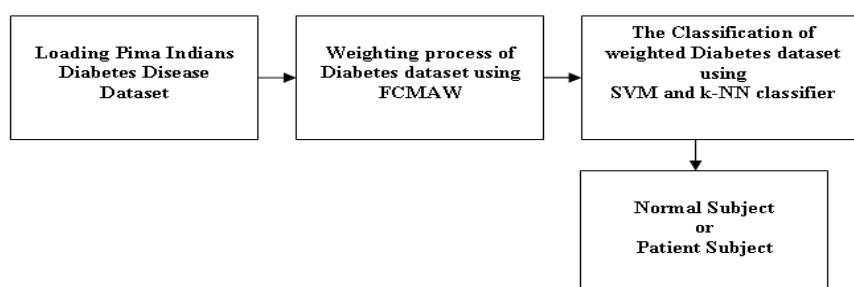 Loading Pima Indians
Diabetes Disease
Dataset
Weighting process of
Diabetes dataset using
FCMAW
The Classification of
weighted Diabetes dataset
using
SVM and k-NN classifier
Normal Subject
or
Patient Subject